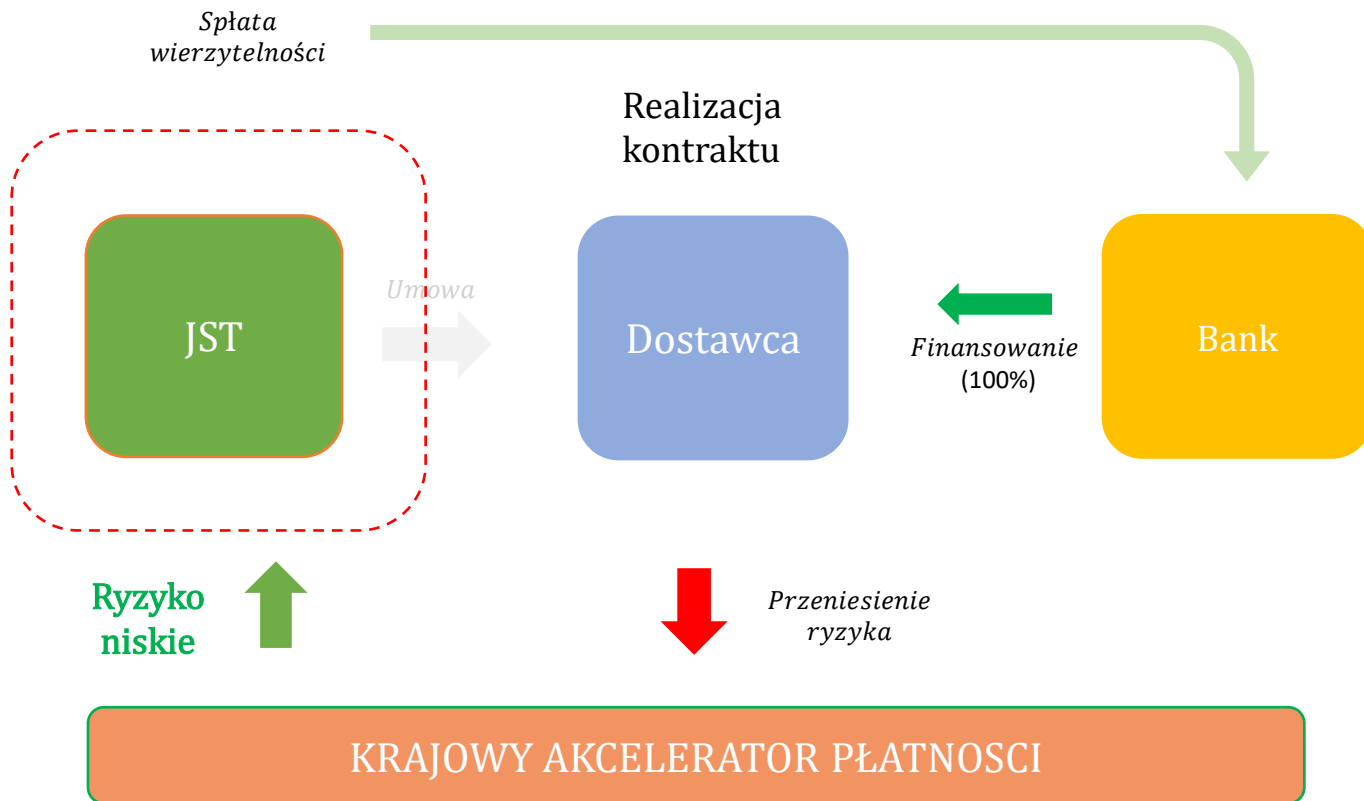 Spłata
wierzytelności
Realizacja
kontraktu
JST
Umowa
Dostawca
Finansowanie
(100%)
Bank
Ryzyko
niskie
Przeniesienie
ryzyka
KRAJOWY AKCELERATOR PŁATNOSCI